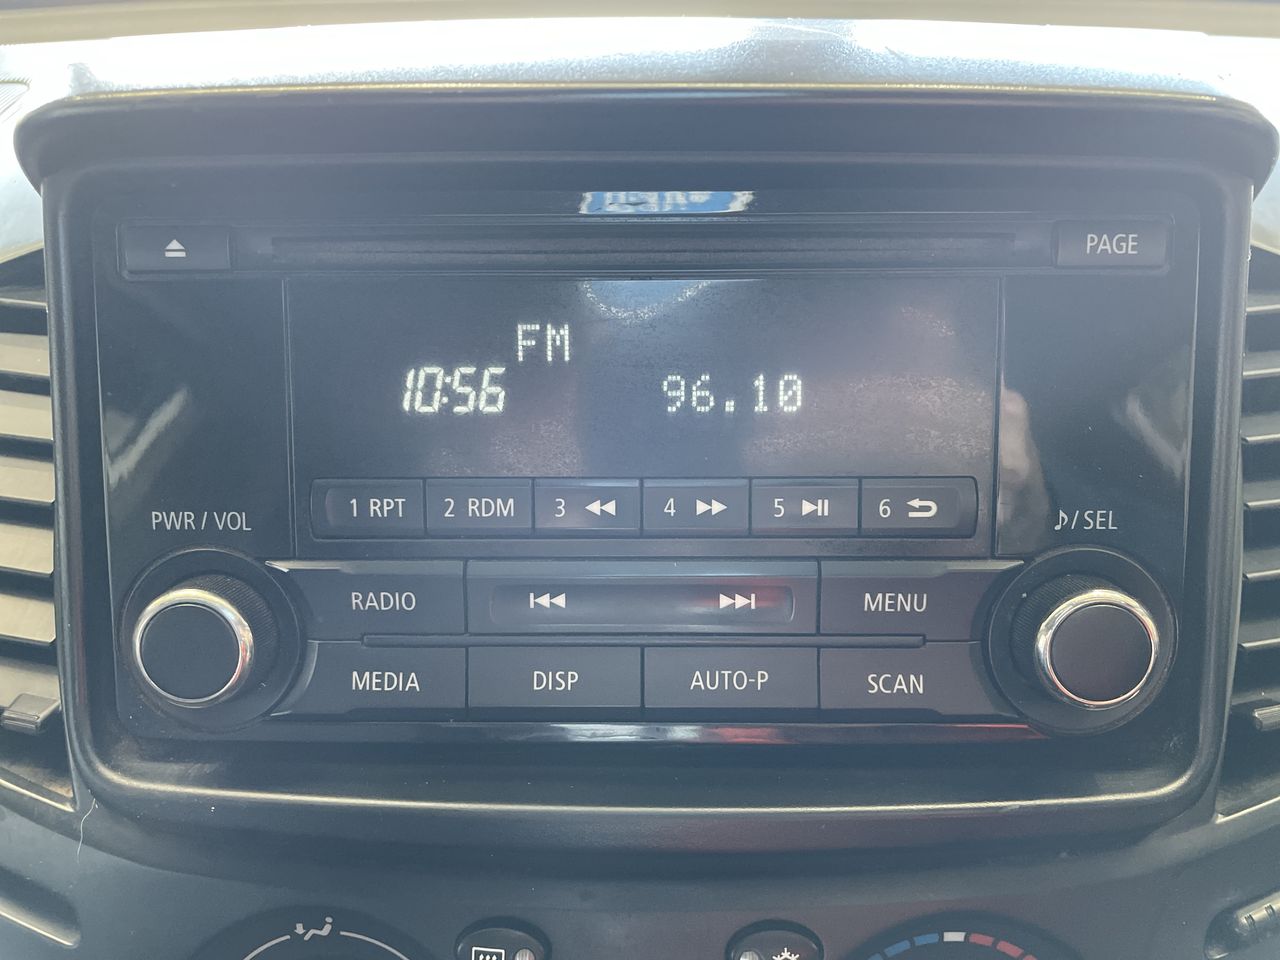 PAGE
FM
10:56 96.10
1 RPT 2 RDM 3 4 5 6
PWR / VOL
♪/ SEL
RADIO MENU
MEDIA DISP AUTO-P SCAN